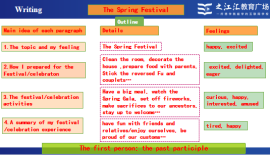 Writing
The Spring Festival
之江汇教育广场
Outline
Main idea of each paragraph
Details
Feelings
1.The topic and my feeling
The Spring Festival
happy, excited
2.How I prepared for the
festival/celebraton
Clean the room, decorate the
house ,prepare food with parents,
Stick the reversed Fu and
couplets…
excited, delighted,
eager
3.The festival/celebration
activities
Have a big meal, watch the
Spring Gala, set off fireworks,
make sacrifices to our ancestors,
stay up to welcome…
curious, happy,
interested, amused
4.A summary of my festival
/celebration experience.
have fun with friends and
relations/enjoy ourselves, be
proud of our customs…
tired, happy
The first person; the past participle